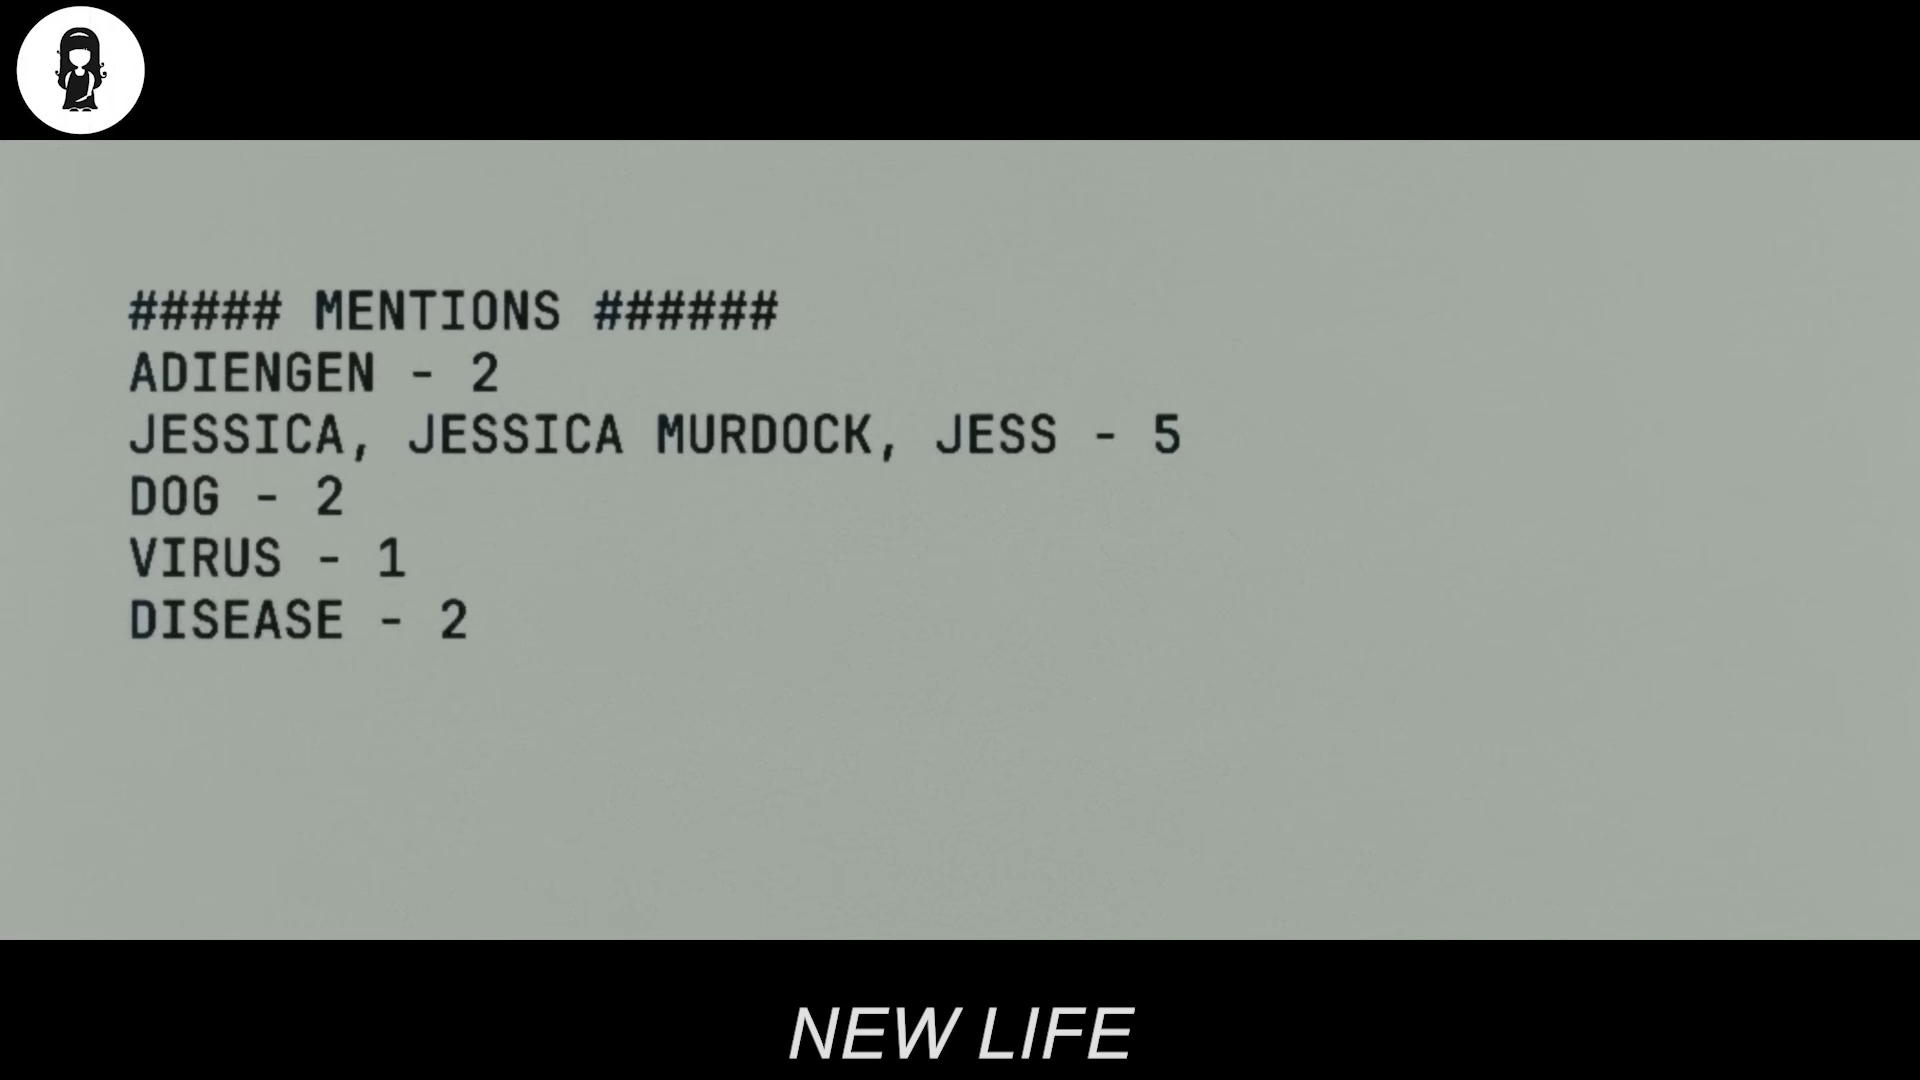 ##### MENTIONS ######
ADIENGEN - 2
JESSICA, JESSICA MURDOCK, JESS - 5
DOG - 2
VIRUS - 1
DISEASE - 2
NEW LIFE